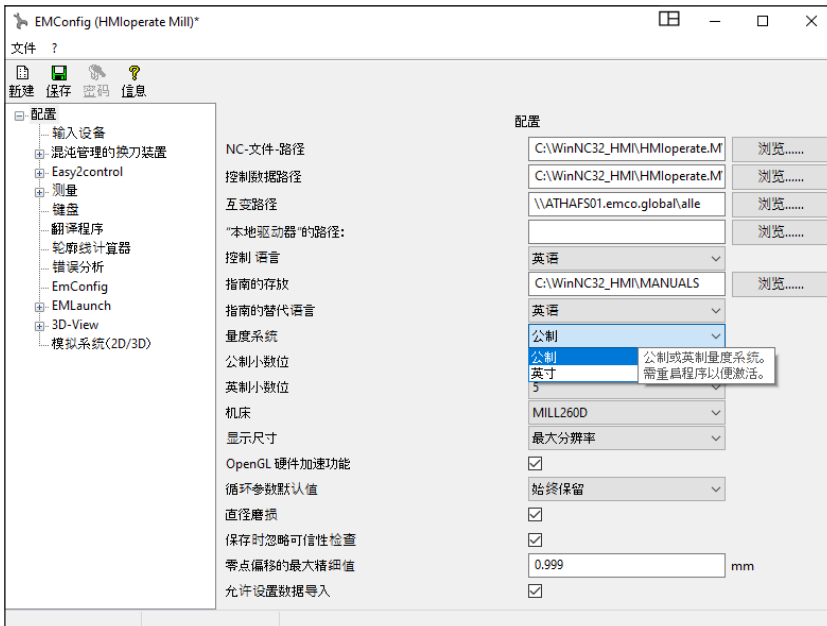 EMConfig (HMIoperate Mill)*
文件 ?
新建 保存 密码 信息
配置
输入设备
混沌管理的换刀装置
Easy2control
测量
键盘
翻译程序
轮廓线计算器
错误分析
EmConfig
EMLaunch
3D-View
模拟系统(2D/3D)
配置
NC-文件-路径 C:\WinNC32_HMI\HMIoperate.M 浏览......
控制数据路径 C:\WinNC32_HMI\HMIoperate.M 浏览......
互变路径 \\ATHAFS01.emco.global\alle 浏览......
“本地驱动器”的路径: 浏览......
控制 语言 英语
指南的存放 C:\WinNC32_HMI\MANUALS 浏览......
指南的替代语言 英语
量度系统 公制
公制小数位 公制 公制或英制量度系统。
英寸 需重启程序以便激活。
英制小数位 5
机床 MILL260D
显示尺寸 最大分辨率
OpenGL 硬件加速功能
循环参数默认值 始终保留
直径磨损
保存时忽略可信性检查
零点偏移的最大精细值 0.999 mm
允许设置数据导入